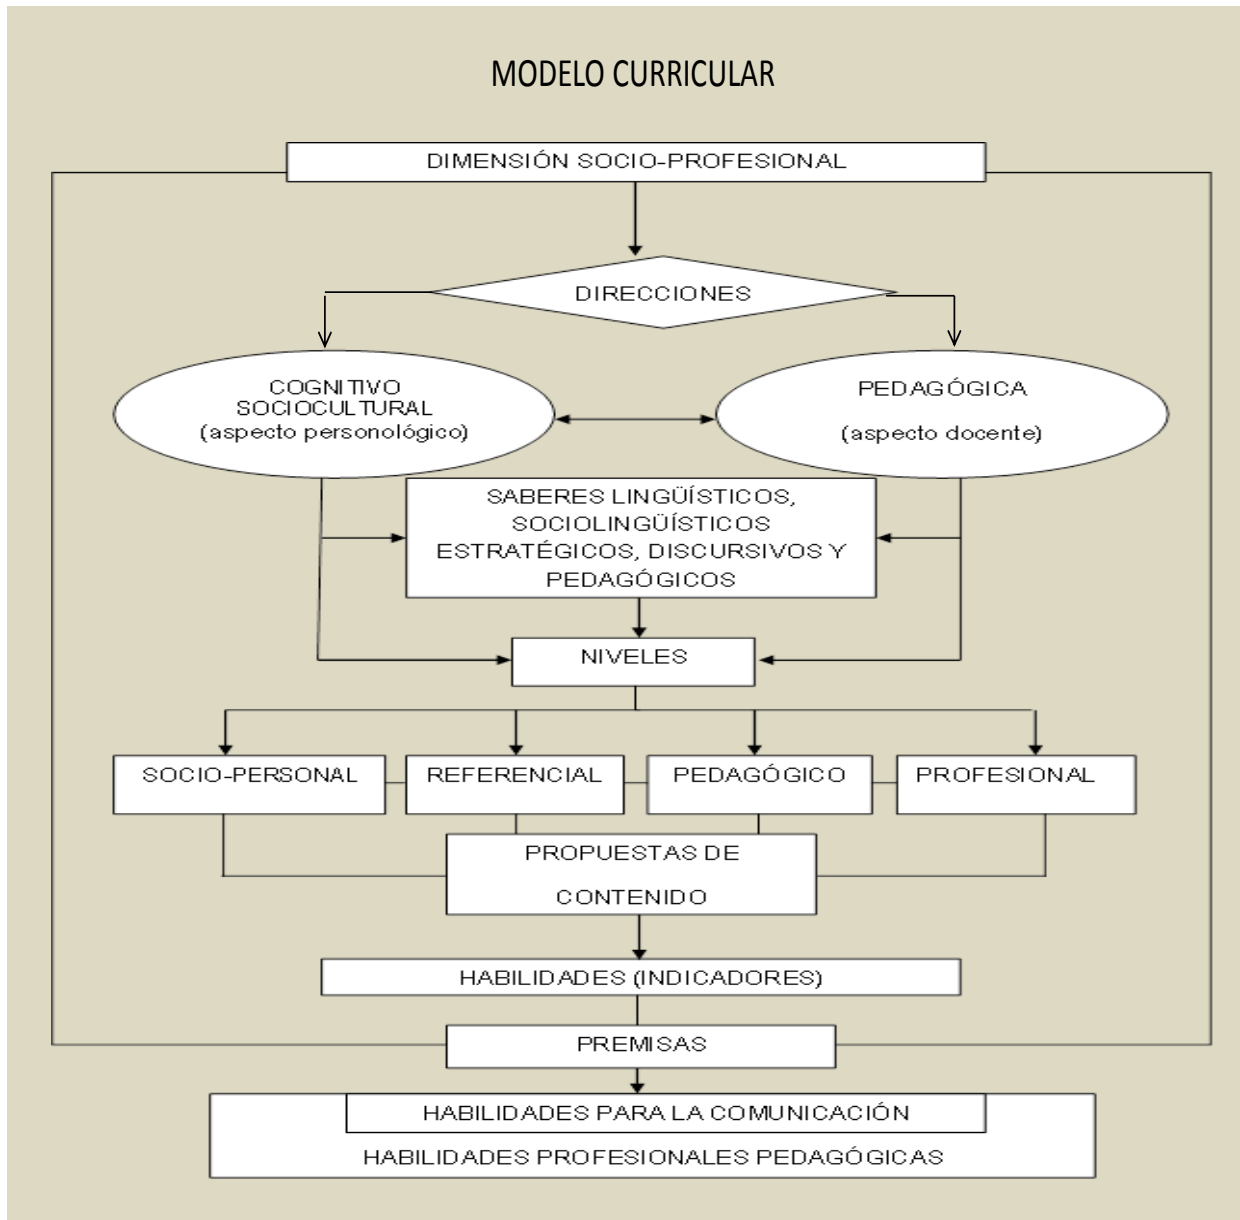 MODELO CURRICULAR
DIMENSIÓN SOCIO-PROFESIONAL
DIRECCIONES
COGNITIVO
SOCIOCULTURAL
(aspecto personológico)
PEDAGÓGICA
(aspecto docente)
SABERES LINGÜÍSTICOS,
SOCIOLINGÜÍSTICOS
ESTRATÉGICOS, DISCURSIVOS Y
PEDAGÓGICOS
NIVELES
SOCIO-PERSONAL
REFERENCIAL
PEDAGÓGICO
PROFESIONAL
PROPUESTAS DE
CONTENIDO
HABILIDADES (INDICADORES)
PREMISAS
HABILIDADES PARA LA COMUNICACIÓN
HABILIDADES PROFESIONALES PEDAGÓGICAS